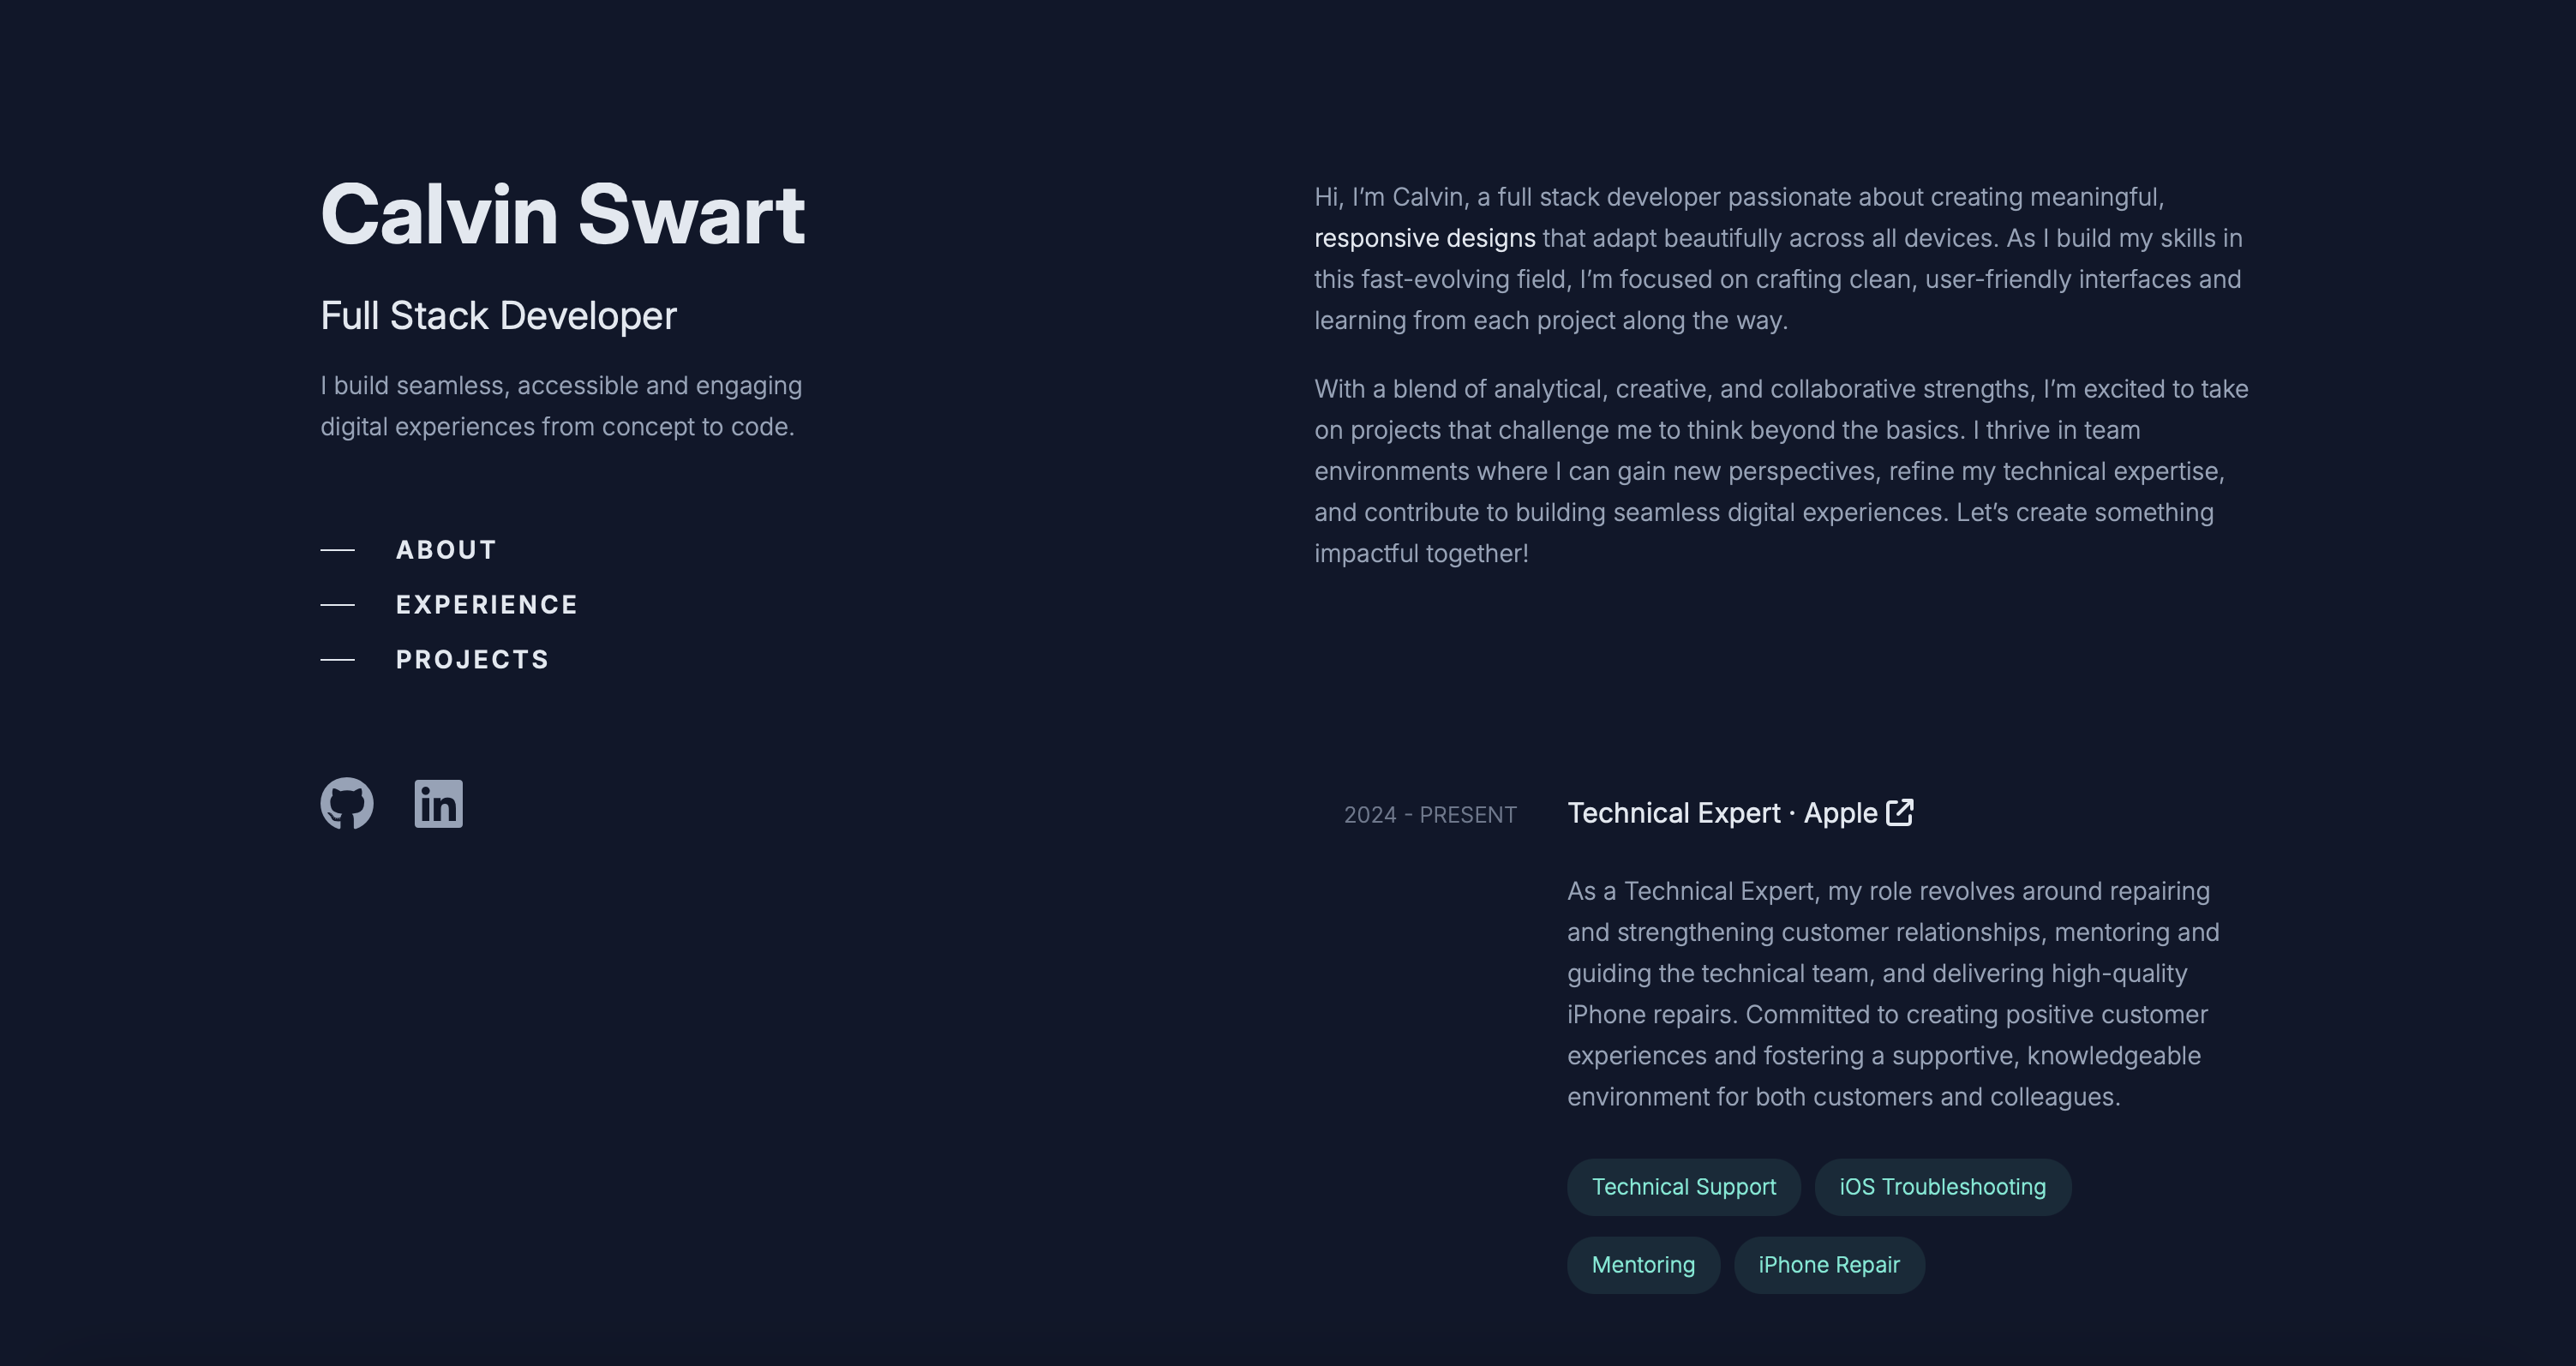 Calvin Swart
Full Stack Developer
I build seamless, accessible and engaging
digital experiences from concept to code.
ABOUT
EXPERIENCE
PROJECTS
in
Hi, I’m Calvin, a full stack developer passionate about creating meaningful,
responsive designs that adapt beautifully across all devices. As I build my skills in
this fast-evolving field, I’m focused on crafting clean, user-friendly interfaces and
learning from each project along the way.
With a blend of analytical, creative, and collaborative strengths, I’m excited to take
on projects that challenge me to think beyond the basics. I thrive in team
environments where I can gain new perspectives, refine my technical expertise,
and contribute to building seamless digital experiences. Let’s create something
impactful together!
2024 - PRESENT
Technical Expert · Apple
As a Technical Expert, my role revolves around repairing
and strengthening customer relationships, mentoring and
guiding the technical team, and delivering high-quality
iPhone repairs. Committed to creating positive customer
experiences and fostering a supportive, knowledgeable
environment for both customers and colleagues.
Technical Support
iOS Troubleshooting
Mentoring
iPhone Repair